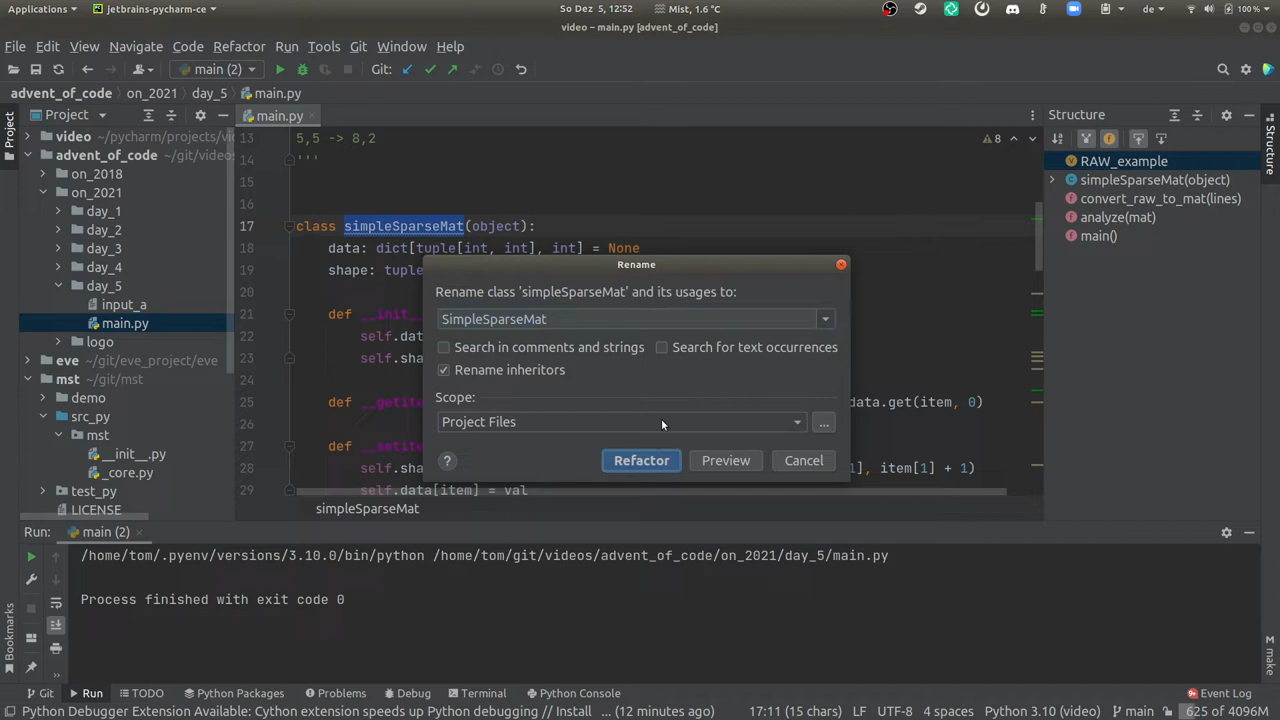 Applications
jetbrains-pycharm-ce
So Dez 5, 12:52
Mist, 1.6 °C
de
100 %
video – main.py [advent_of_code]
File Edit View Navigate Code Refactor Run Tools Git Window Help
main (2)
Git:
advent_of_code on_2021 day_5 main.py
Project
Project
main.py
Structure
Structure
video ~/pycharm/projects/vi
advent_of_code ~/git/videos
on_2018
on_2021
day_1
day_2
day_3
day_4
day_5
input_a
main.py
logo
eve ~/git/eve_project/eve
mst ~/git/mst
demo
src_py
mst
__init__.py
_core.py
test_py
LICENSE
13 5,5 -> 8,2
8
14 '''
15
16
17 class simpleSparseMat(object):
18 data: dict[tuple[int, int], int] = None
19 shape: tuple
20
21 def __init_
22 self.dat
23 self.sha
24
25 def __getite
data.get(item, 0)
26
27 def __setite
28 self.sha
1], item[1] + 1)
29 self.data[item] = val
simpleSparseMat
RAW_example
simpleSparseMat(object)
convert_raw_to_mat(lines)
analyze(mat)
main()
Rename
Rename class 'simpleSparseMat' and its usages to:
SimpleSparseMat
Search in comments and strings
Search for text occurrences
Rename inheritors
Scope:
Project Files
...
?
Refactor
Preview
Cancel
Run: main (2)
/home/tom/.pyenv/versions/3.10.0/bin/python /home/tom/git/videos/advent_of_code/on_2021/day_5/main.py
Process finished with exit code 0
Bookmarks
make
Git Run TODO Python Packages Problems Debug Terminal Python Console
Event Log
Python Debugger Extension Available: Cython extension speeds up Python debugging // Install ... (12 minutes ago)
17:11 (15 chars) LF UTF-8 4 spaces Python 3.10 (video) main 625 of 4096M